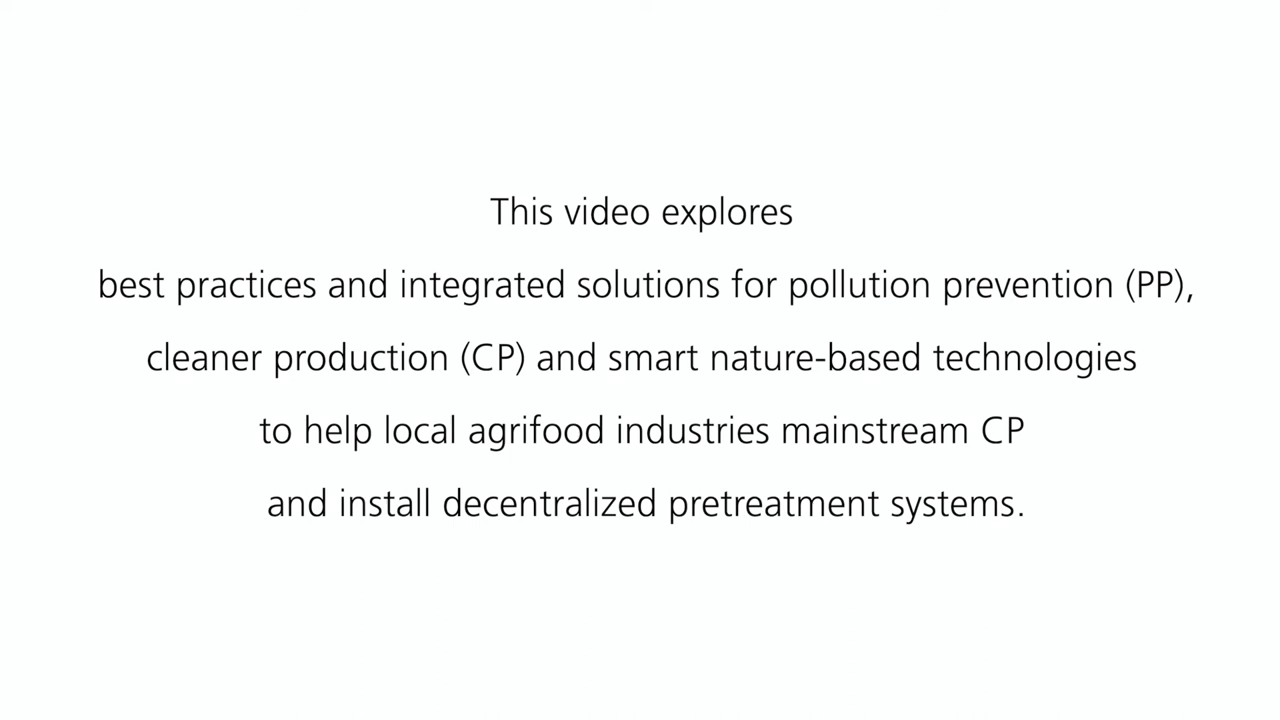 This video explores
best practices and integrated solutions for pollution prevention (PP),
cleaner production (CP) and smart nature-based technologies
to help local agrifood industries mainstream CP
and install decentralized pretreatment systems.